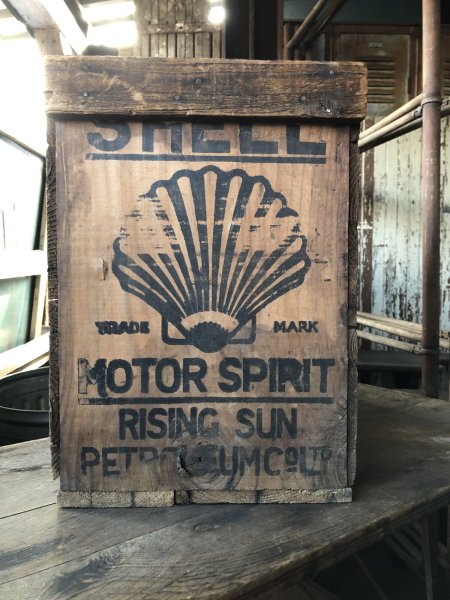 SHELL
TRADE MARK
MOTOR SPIRIT
RISING SUN
PETROLEUM Co LTD